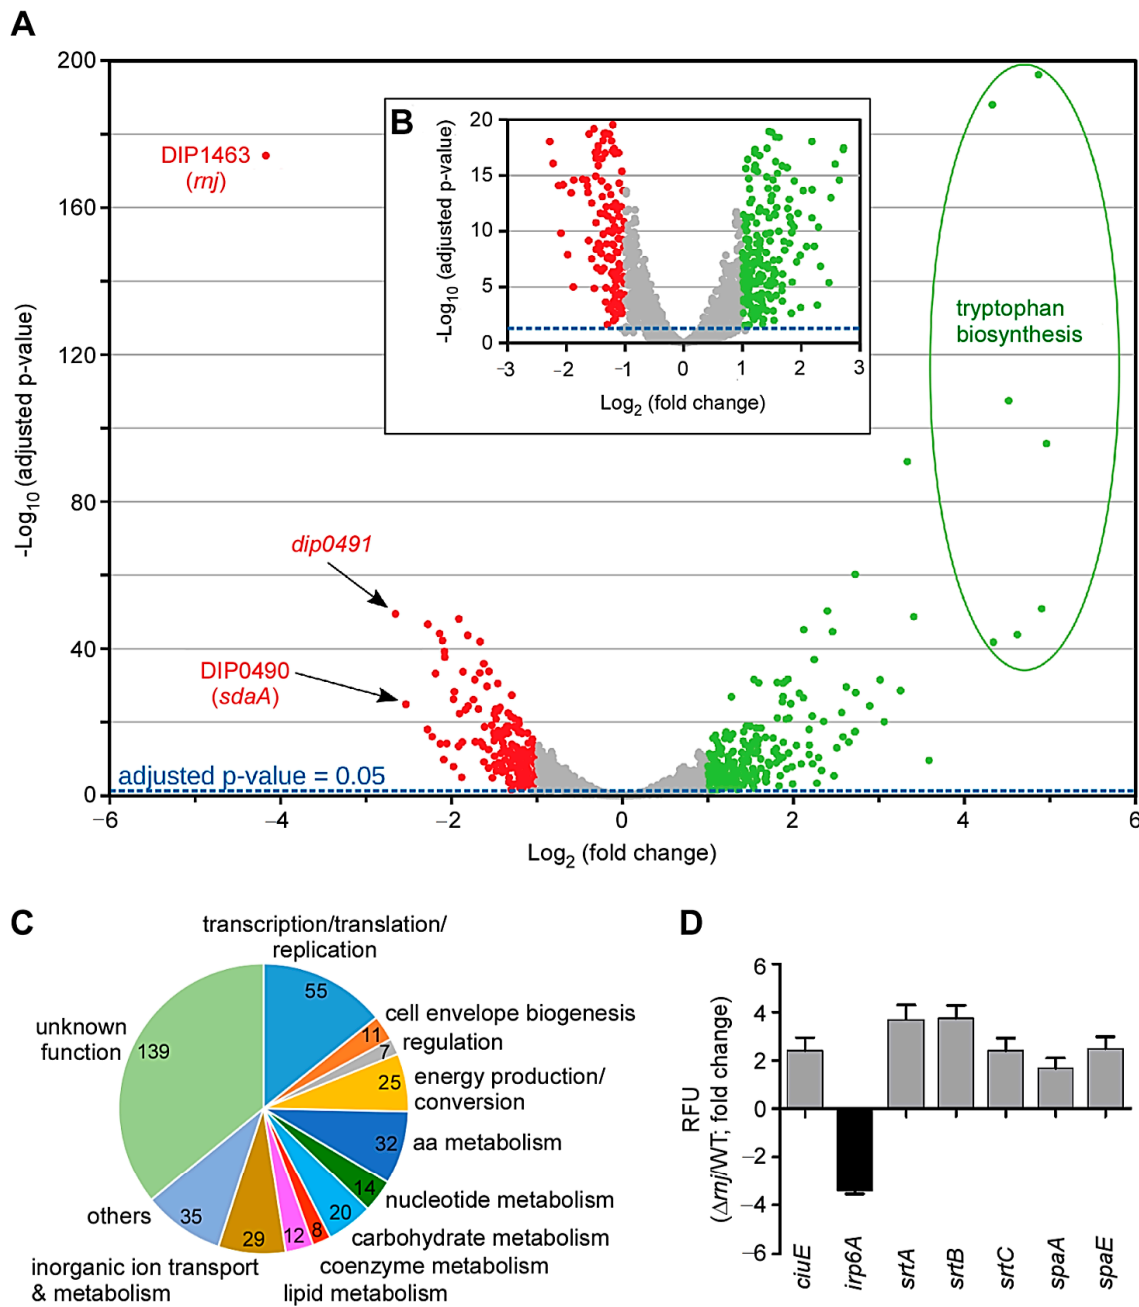 A
200
160
120
80
40
0
-Log10 (adjusted p-value)
DIP1463
(rnj)
B
20
15
10
5
0
-Log10 (adjusted p-value)
−3
−2
−1
0
1
2
3
Log2 (fold change)
tryptophan
biosynthesis
dip0491
DIP0490
(sdaA)
adjusted p-value = 0.05
−6
−4
−2
0
2
4
6
Log2 (fold change)
C
transcription/translation/
replication
55
cell envelope biogenesis
11
regulation
7
energy production/
conversion
25
aa metabolism
32
nucleotide metabolism
14
carbohydrate metabolism
20
coenzyme metabolism
8
lipid metabolism
12
inorganic ion transport
& metabolism
29
others
35
unknown
function
139
D
6
4
2
0
−2
−4
−6
RFU
(Δrnj/WT; fold change)
ciuE
irp6A
srtA
srtB
srtC
spaA
spaE